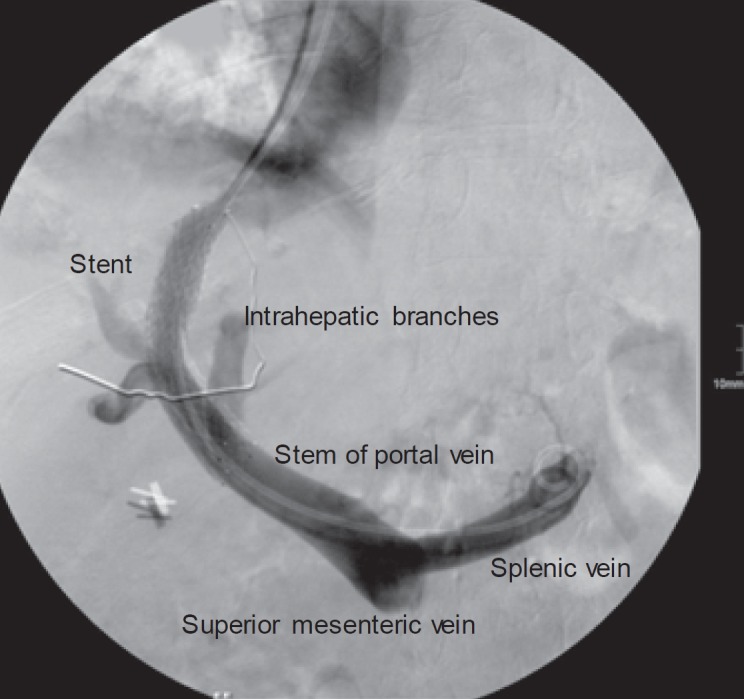 Stent
Intrahepatic branches
10mm
Stem of portal vein
Splenic vein
Superior mesenteric vein